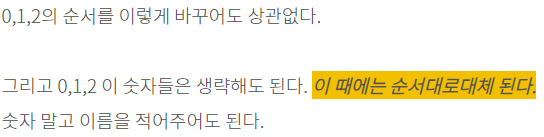 0,1,2의 순서를 이렇게 바꾸어도 상관없다.
그리고 0,1,2 이 숫자들은 생략해도 된다. 이 때에는 순서대로대체 된다.
숫자 말고 이름을 적어주어도 된다.